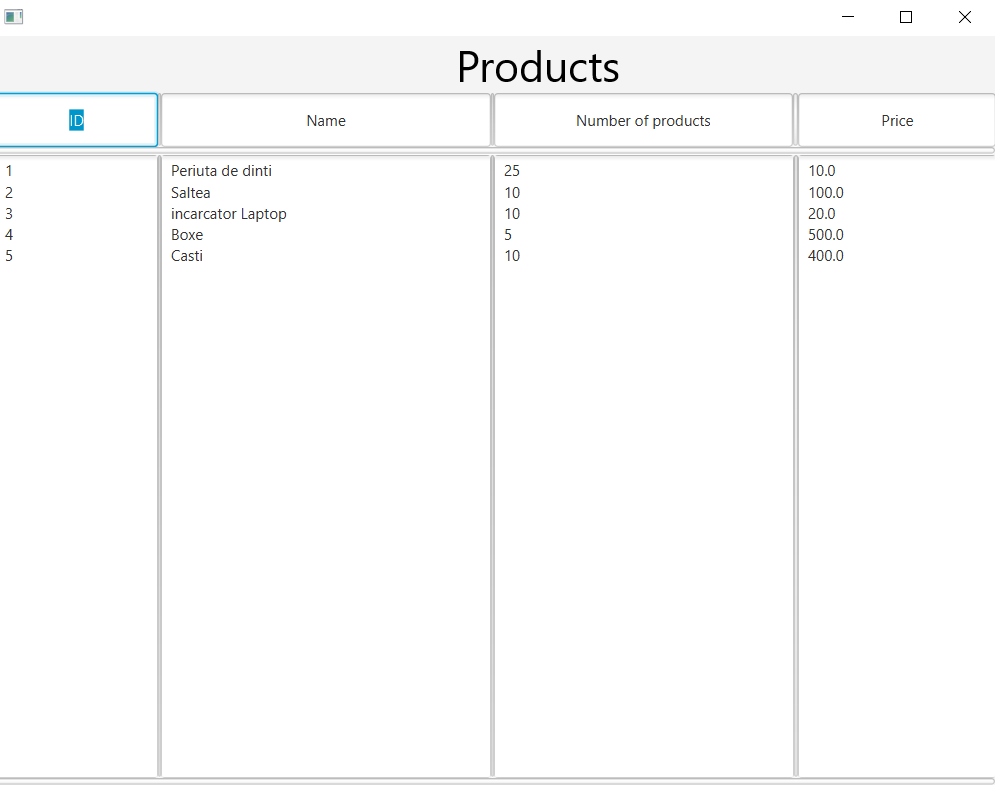 Products
ID Name Number of products Price
1 Periuta de dinti 25 10.0
2 Saltea 10 100.0
3 incarcator Laptop 10 20.0
4 Boxe 5 500.0
5 Casti 10 400.0